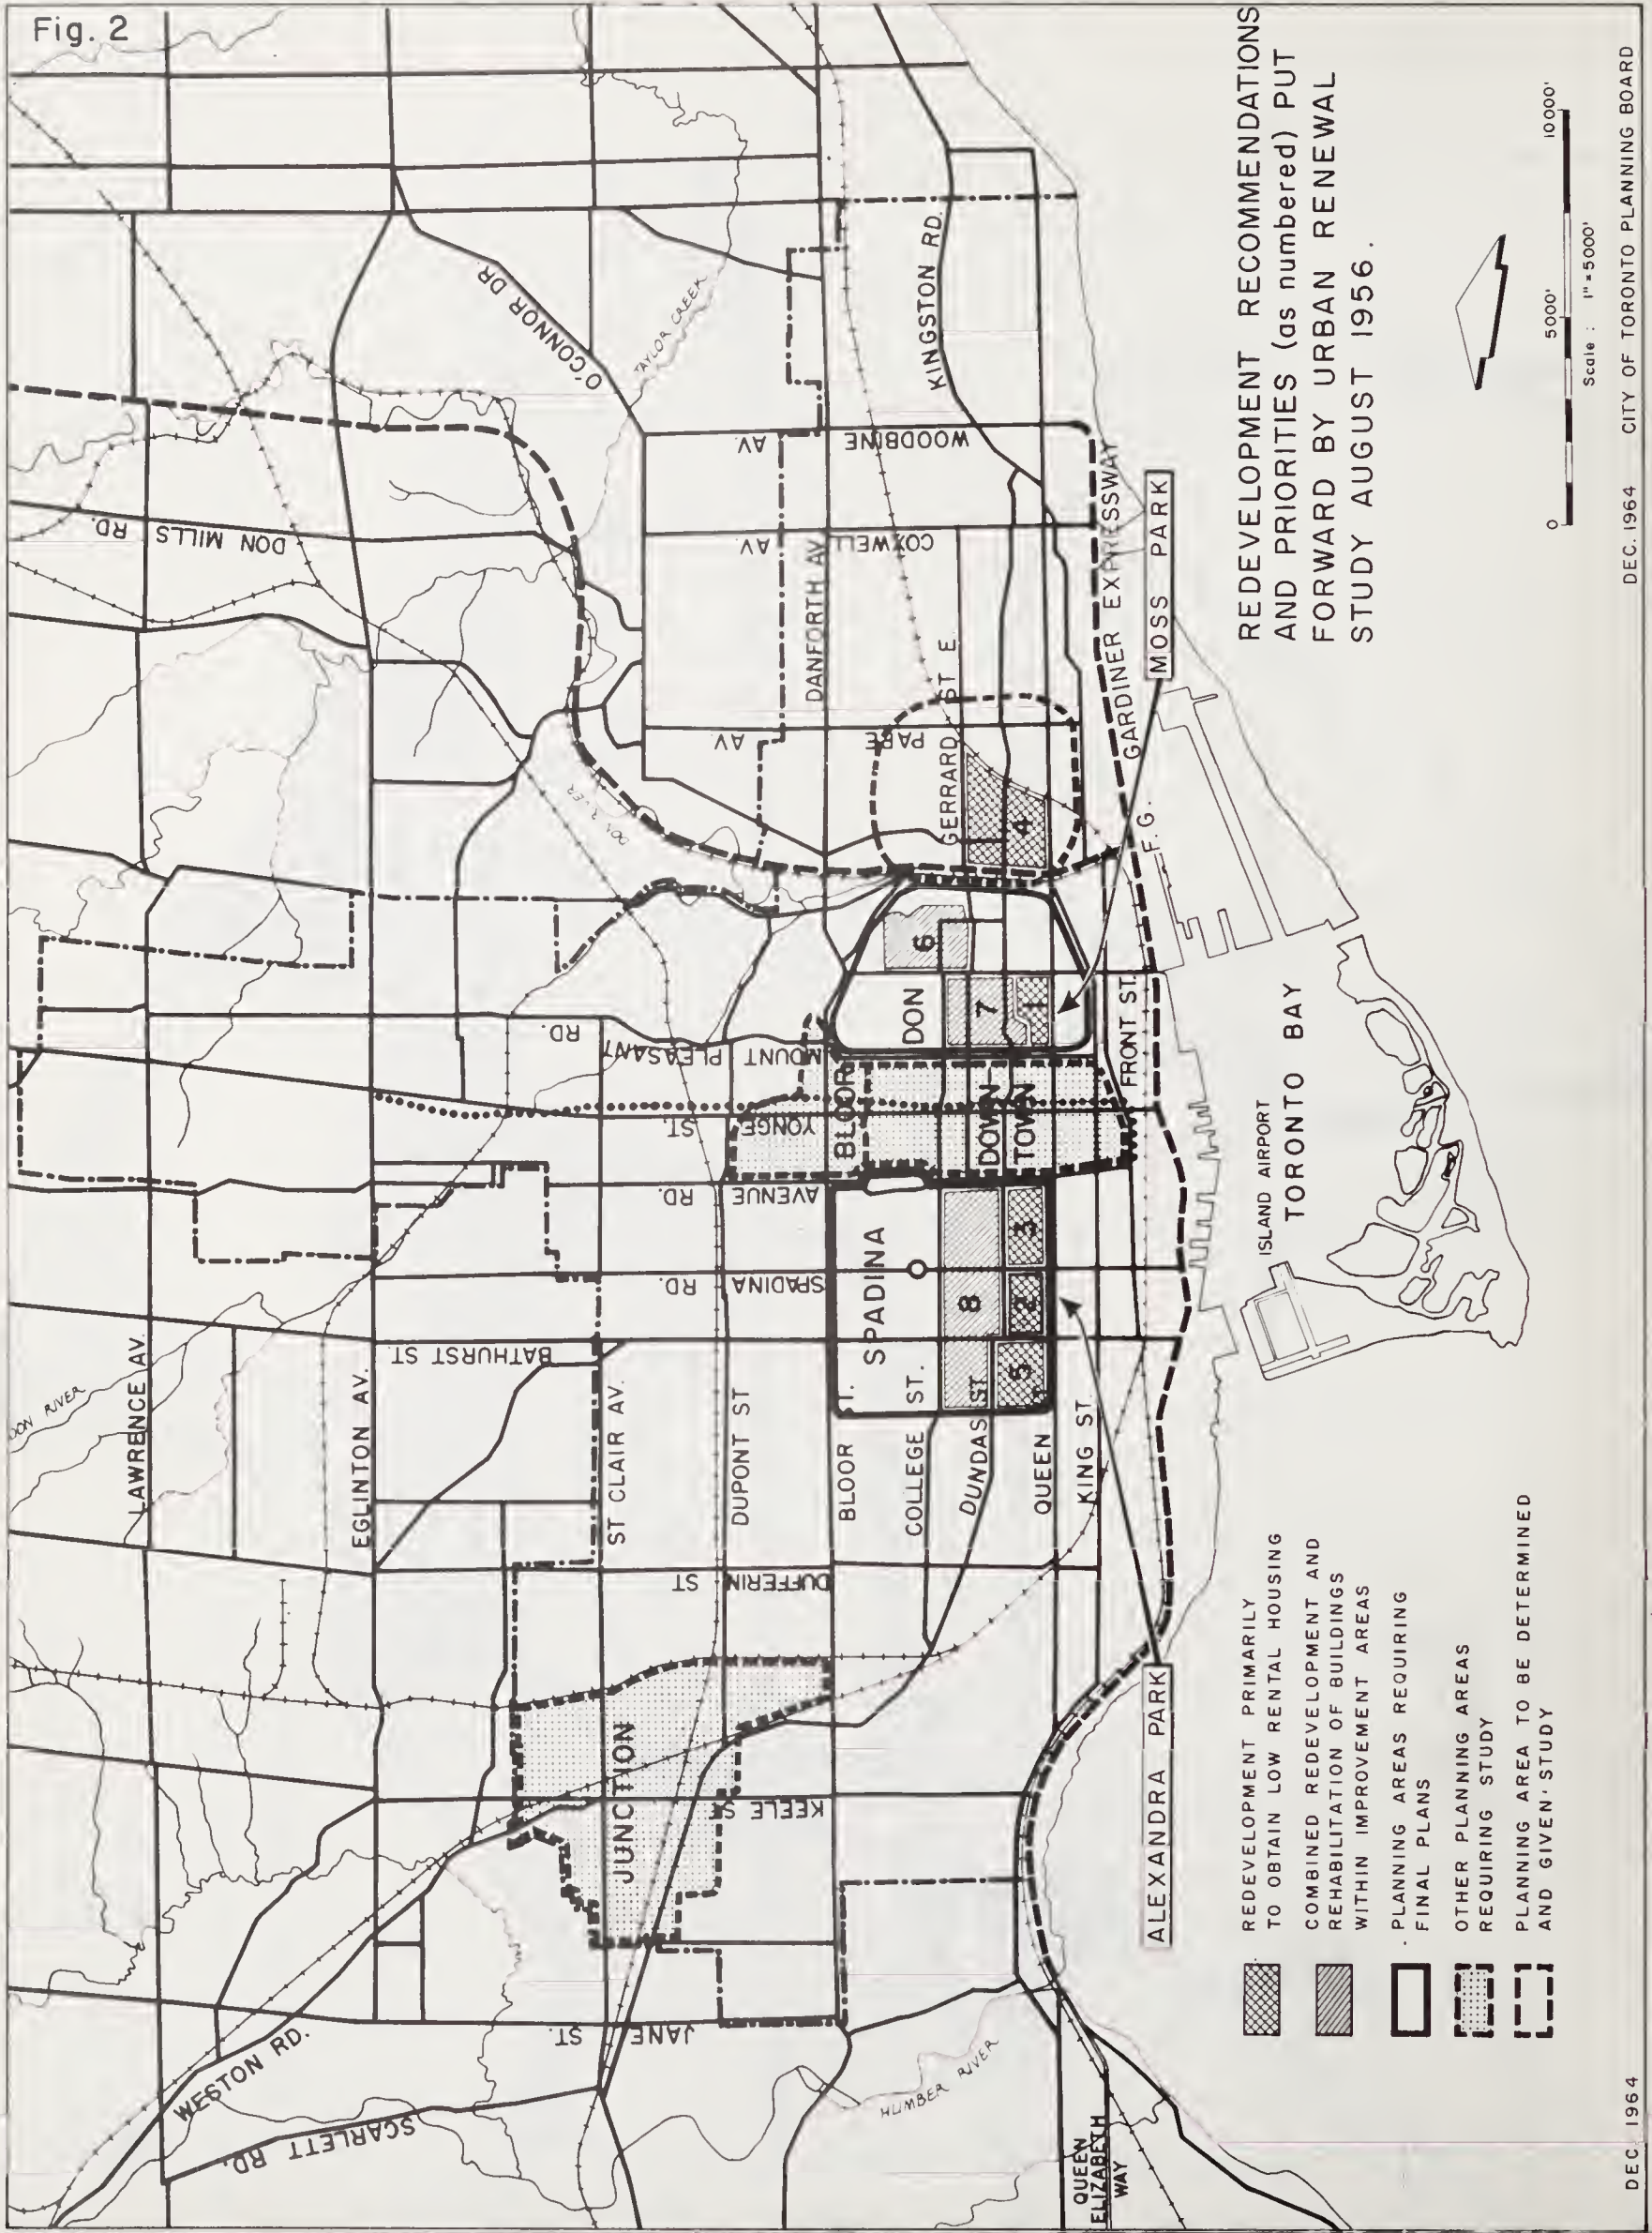 Fig. 2
DON RIVER
LAWRENCE AV.
EGLINTON AV.
BATHURST ST.
ST CLAIR AV.
DUPONT ST
BLOOR
ST.
COLLEGE
ST.
DUNDAS ST
QUEEN
KING ST.
DUFFERIN ST
KEELE ST
JANE ST.
WESTON RD.
SCARLETT RD.
HUMBER RIVER
QUEEN
ELIZABETH
WAY
JUNCTION
SPADINA
SPADINA RD.
AVENUE RD.
YONGE ST.
MOUNT PLEASANT RD.
BLOOR
DOWN
TOWN
DON
FRONT ST.
8
5
2
3
7
1
6
4
DON MILLS RD.
O'CONNOR DR.
TAYLOR CREEK
DON RIVER
DANFORTH AV.
KINGSTON RD.
WOODBINE AV.
COXWELL AV.
PAPE AV
GERRARD ST E.
GARDINER EXPRESSWAY
F. G.
MOSS PARK
ALEXANDRA PARK
ISLAND AIRPORT
TORONTO BAY
REDEVELOPMENT RECOMMENDATIONS
AND PRIORITIES (as numbered) PUT
FORWARD BY URBAN RENEWAL
STUDY AUGUST 1956.
0 5000' 10000'
Scale : 1" = 5000'
REDEVELOPMENT PRIMARILY
TO OBTAIN LOW RENTAL HOUSING
COMBINED REDEVELOPMENT AND
REHABILITATION OF BUILDINGS
WITHIN IMPROVEMENT AREAS
PLANNING AREAS REQUIRING
FINAL PLANS
OTHER PLANNING AREAS
REQUIRING STUDY
PLANNING AREA TO BE DETERMINED
AND GIVEN STUDY
DEC. 1964
DEC. 1964 CITY OF TORONTO PLANNING BOARD